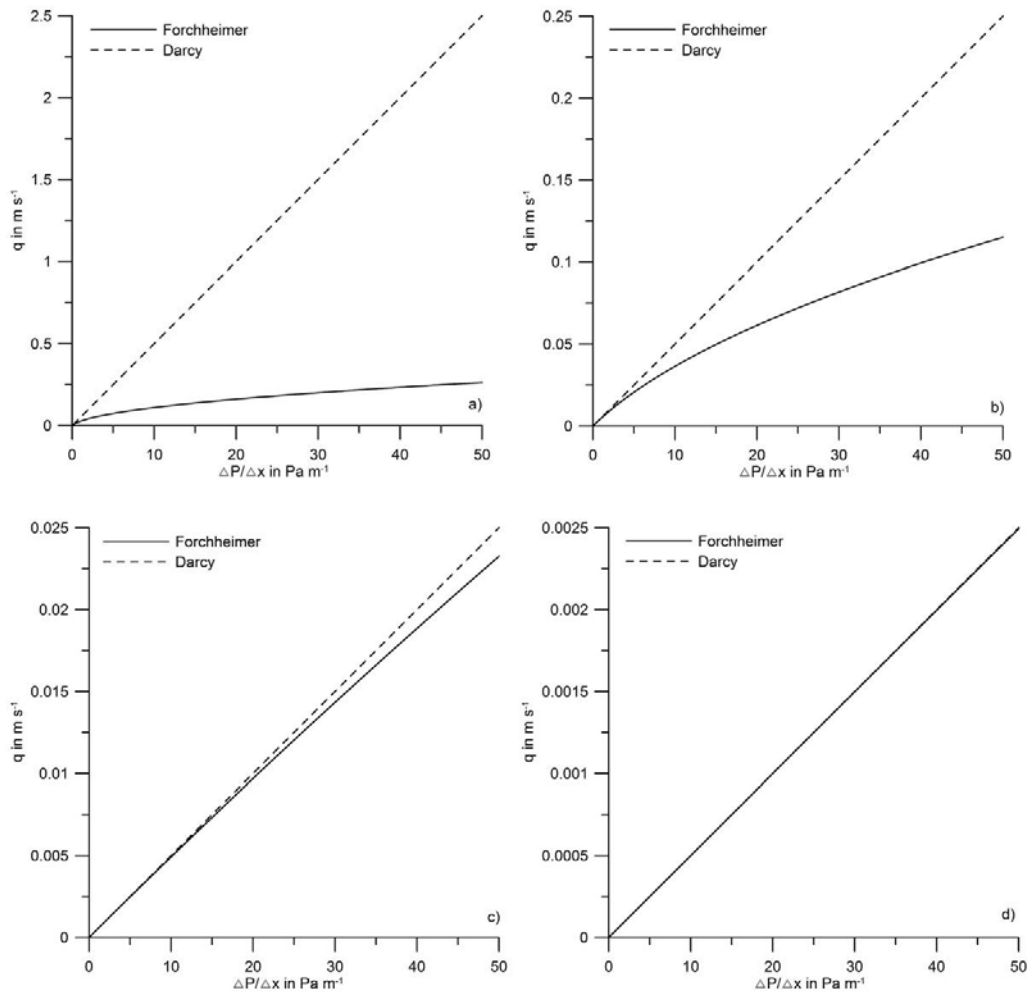 Forchheimer
Darcy
2.5
2
1.5
1
0.5
0
q in m s⁻¹
0 10 20 30 40 50
△P/△x in Pa m⁻¹
a)
Forchheimer
Darcy
0.25
0.2
0.15
0.1
0.05
0
q in m s⁻¹
0 10 20 30 40 50
△P/△x in Pa m⁻¹
b)
Forchheimer
Darcy
0.025
0.02
0.015
0.01
0.005
0
q in m s⁻¹
0 10 20 30 40 50
△P/△x in Pa m⁻¹
c)
Forchheimer
Darcy
0.0025
0.002
0.0015
0.001
0.0005
0
q in m s⁻¹
0 10 20 30 40 50
△P/△x in Pa m⁻¹
d)